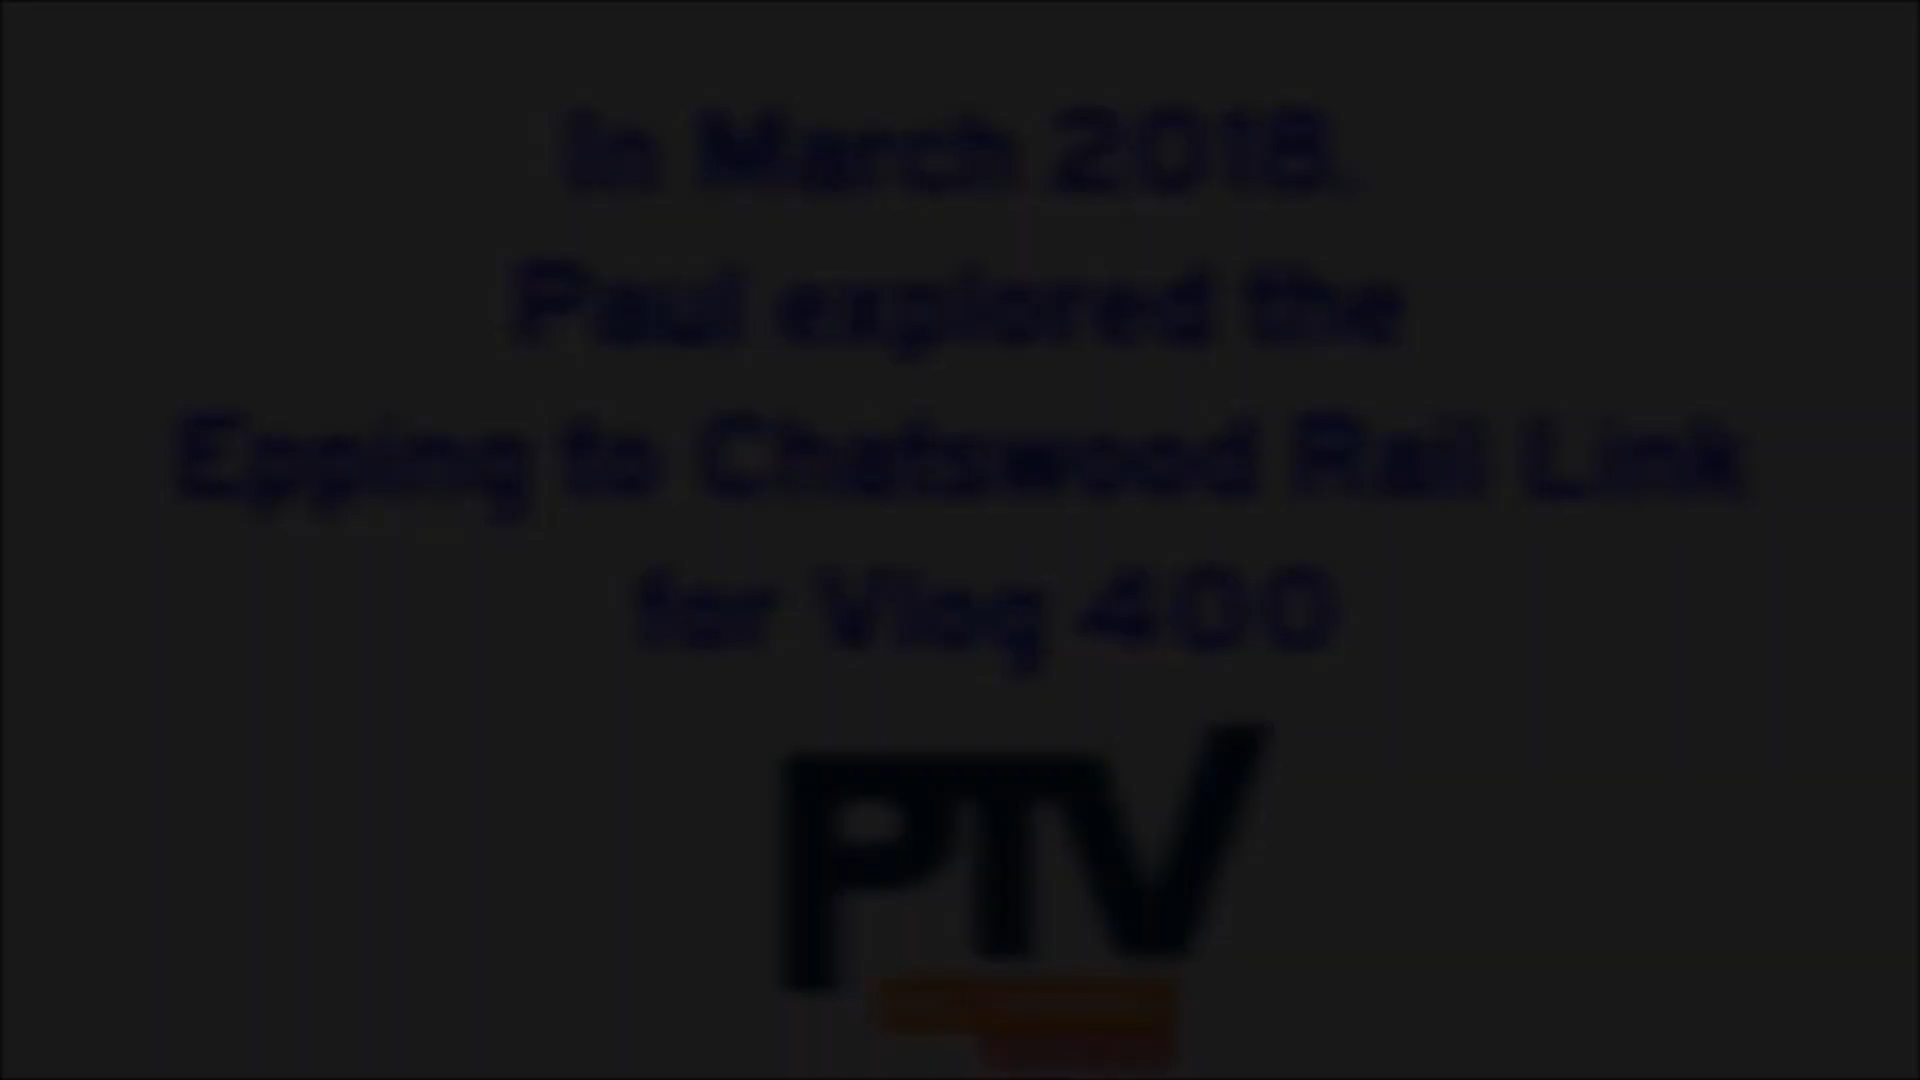 In March 2018,
Paul explored the
Epping to Chatswood Rail Link
for Vlog 400
PTV